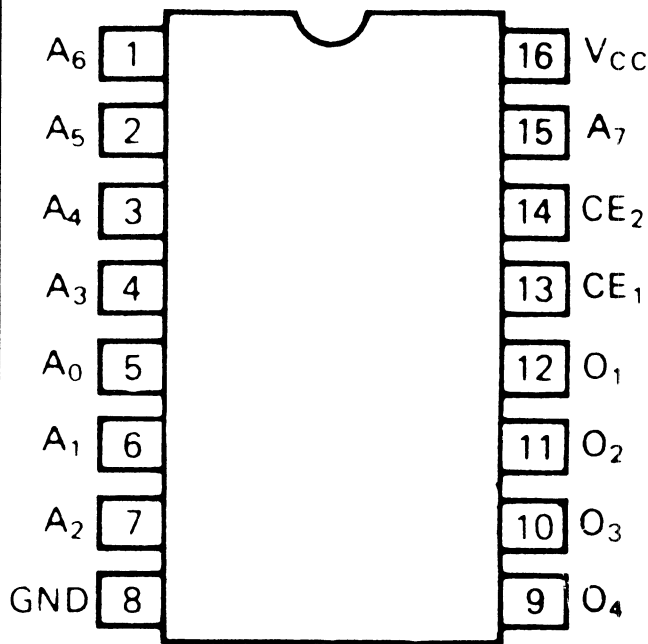 A₆ 1 16 VCC
A₅ 2 15 A₇
A₄ 3 14 CE₂
A₃ 4 13 CE₁
A₀ 5 12 O₁
A₁ 6 11 O₂
A₂ 7 10 O₃
GND 8 9 O₄